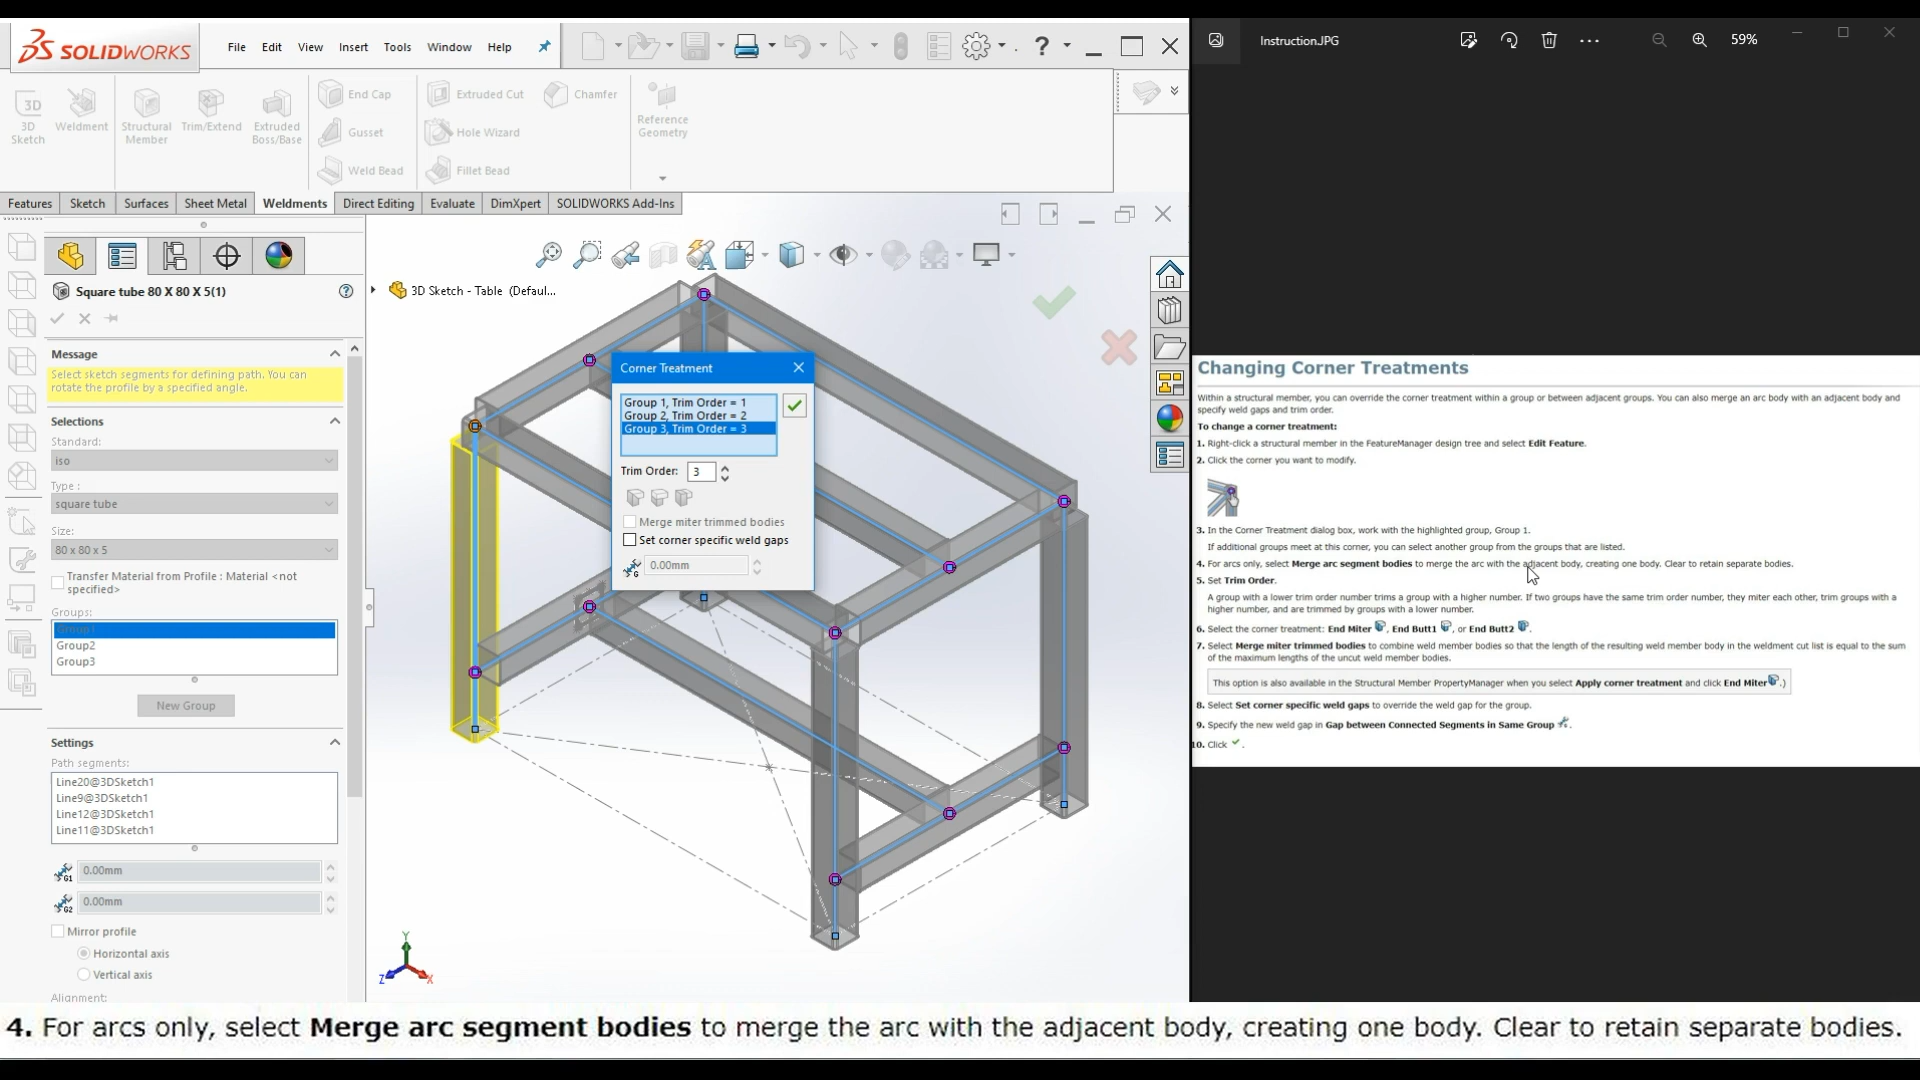 SOLIDWORKS
File Edit View Insert Tools Window Help
?
3D
3D Sketch
Weldment
Structural Member
Trim/Extend
Extruded Boss/Base
End Cap
Gusset
Weld Bead
Extruded Cut
Hole Wizard
Fillet Bead
Chamfer
Reference Geometry
Features Sketch Surfaces Sheet Metal Weldments Direct Editing Evaluate DimXpert SOLIDWORKS Add-Ins
Square tube 80 X 80 X 5(1)
Message
Select sketch segments for defining path. You can
rotate the profile by a specified angle.
Selections
Standard:
iso
Type :
square tube
Size:
80 x 80 x 5
Transfer Material from Profile : Material <not
specified>
Groups:
Group1
Group2
Group3
New Group
Settings
Path segments:
Line20@3DSketch1
Line9@3DSketch1
Line12@3DSketch1
Line11@3DSketch1
G1 0.00mm
G2 0.00mm
Mirror profile
Horizontal axis
Vertical axis
Alignment:
3D Sketch - Table (Defaul...
Corner Treatment
Group 1, Trim Order = 1
Group 2, Trim Order = 2
Group 3, Trim Order = 3
Trim Order: 3
Merge miter trimmed bodies
Set corner specific weld gaps
G 0.00mm
Y
Z
X
Instruction.JPG
59%
Changing Corner Treatments
Within a structural member, you can override the corner treatment within a group or between adjacent groups. You can also merge an arc body with an adjacent body and
specify weld gaps and trim order.
To change a corner treatment:
1. Right-click a structural member in the FeatureManager design tree and select Edit Feature.
2. Click the corner you want to modify.
3. In the Corner Treatment dialog box, work with the highlighted group, Group 1.
If additional groups meet at this corner, you can select another group from the groups that are listed.
4. For arcs only, select Merge arc segment bodies to merge the arc with the adjacent body, creating one body. Clear to retain separate bodies.
5. Set Trim Order.
A group with a lower trim order number trims a group with a higher number. If two groups have the same trim order number, they miter each other, trim groups with a
higher number, and are trimmed by groups with a lower number.
6. Select the corner treatment: End Miter , End Butt1 , or End Butt2 .
7. Select Merge miter trimmed bodies to combine weld member bodies so that the length of the resulting weld member body in the weldment cut list is equal to the sum
of the maximum lengths of the uncut weld member bodies.
This option is also available in the Structural Member PropertyManager when you select Apply corner treatment and click End Miter .)
8. Select Set corner specific weld gaps to override the weld gap for the group.
9. Specify the new weld gap in Gap between Connected Segments in Same Group .
10. Click .
4. For arcs only, select Merge arc segment bodies to merge the arc with the adjacent body, creating one body. Clear to retain separate bodies.